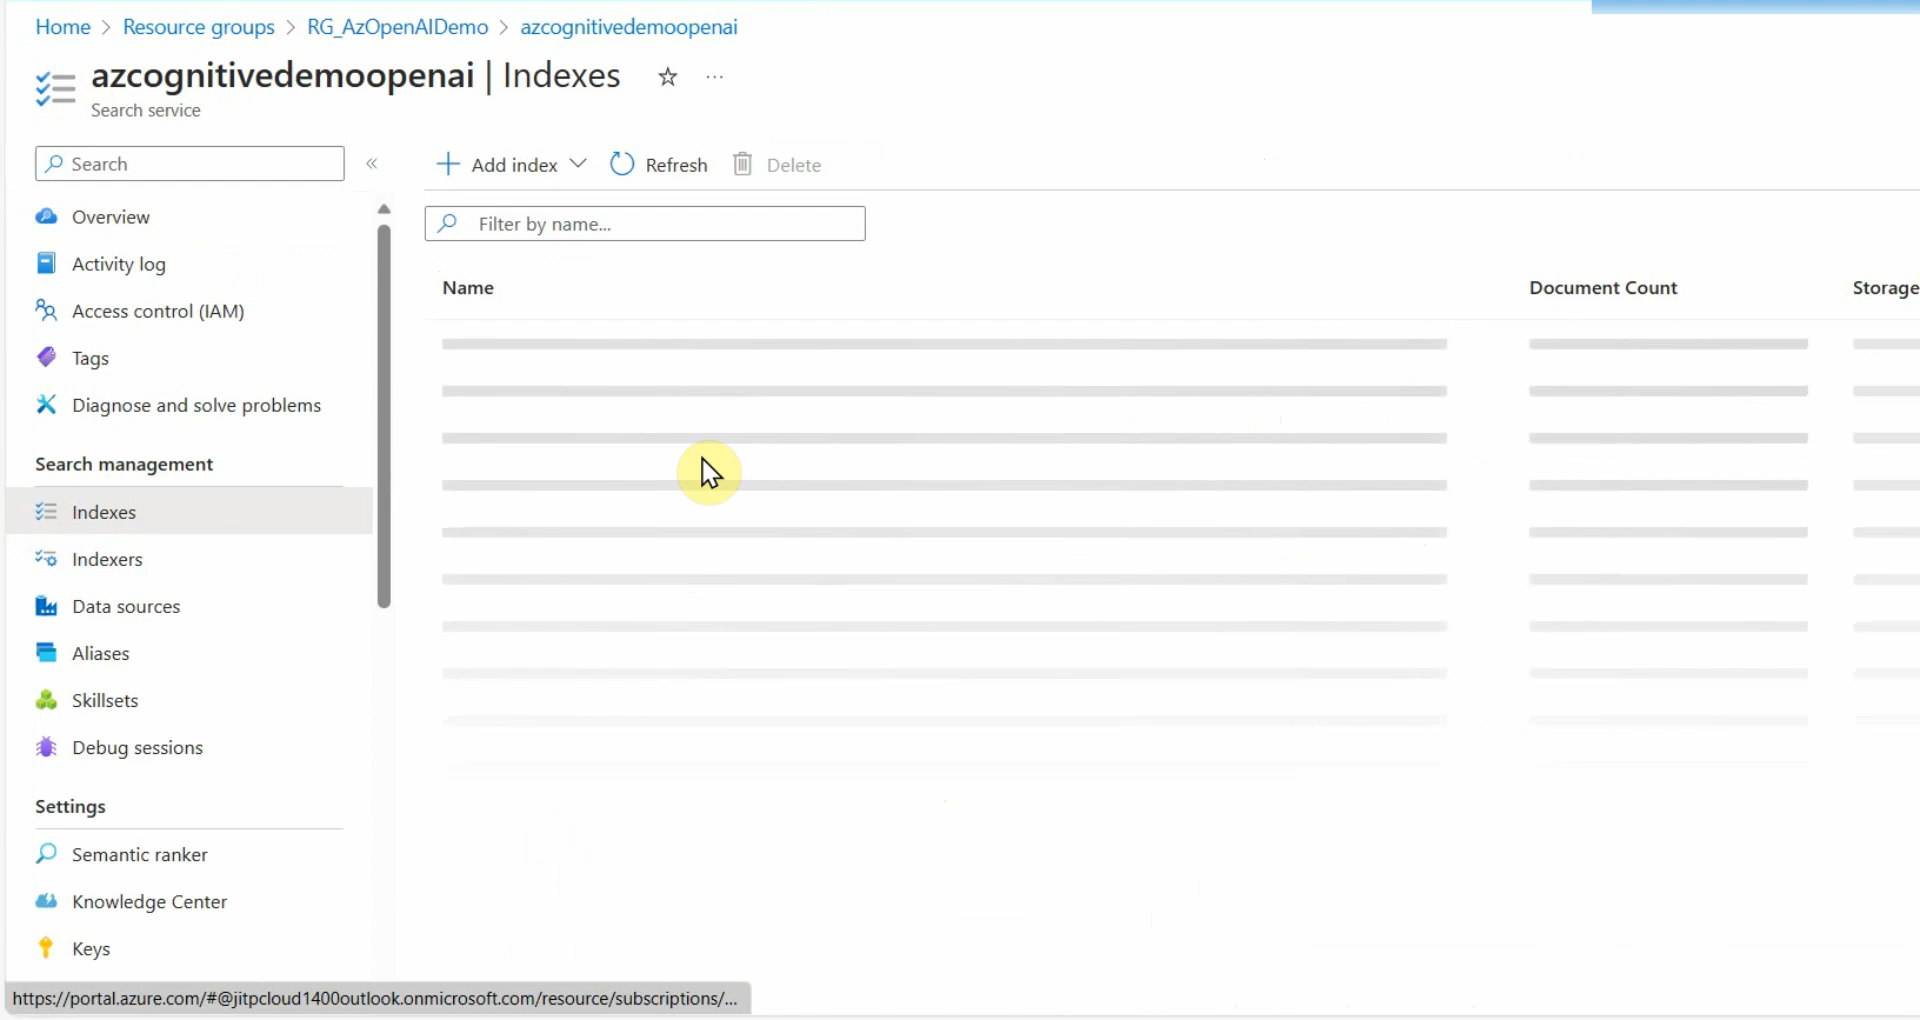 Home > Resource groups > RG_AzOpenAIDemo > azcognitivedemoopenai
azcognitivedemoopenai | Indexes
Search service
Search
Add index
Refresh
Delete
Overview
Filter by name...
Activity log
Name
Document Count
Storage
Access control (IAM)
Tags
Diagnose and solve problems
Search management
Indexes
Indexers
Data sources
Aliases
Skillsets
Debug sessions
Settings
Semantic ranker
Knowledge Center
Keys
https://portal.azure.com/#@jitpcloud1400outlook.onmicrosoft.com/resource/subscriptions/...